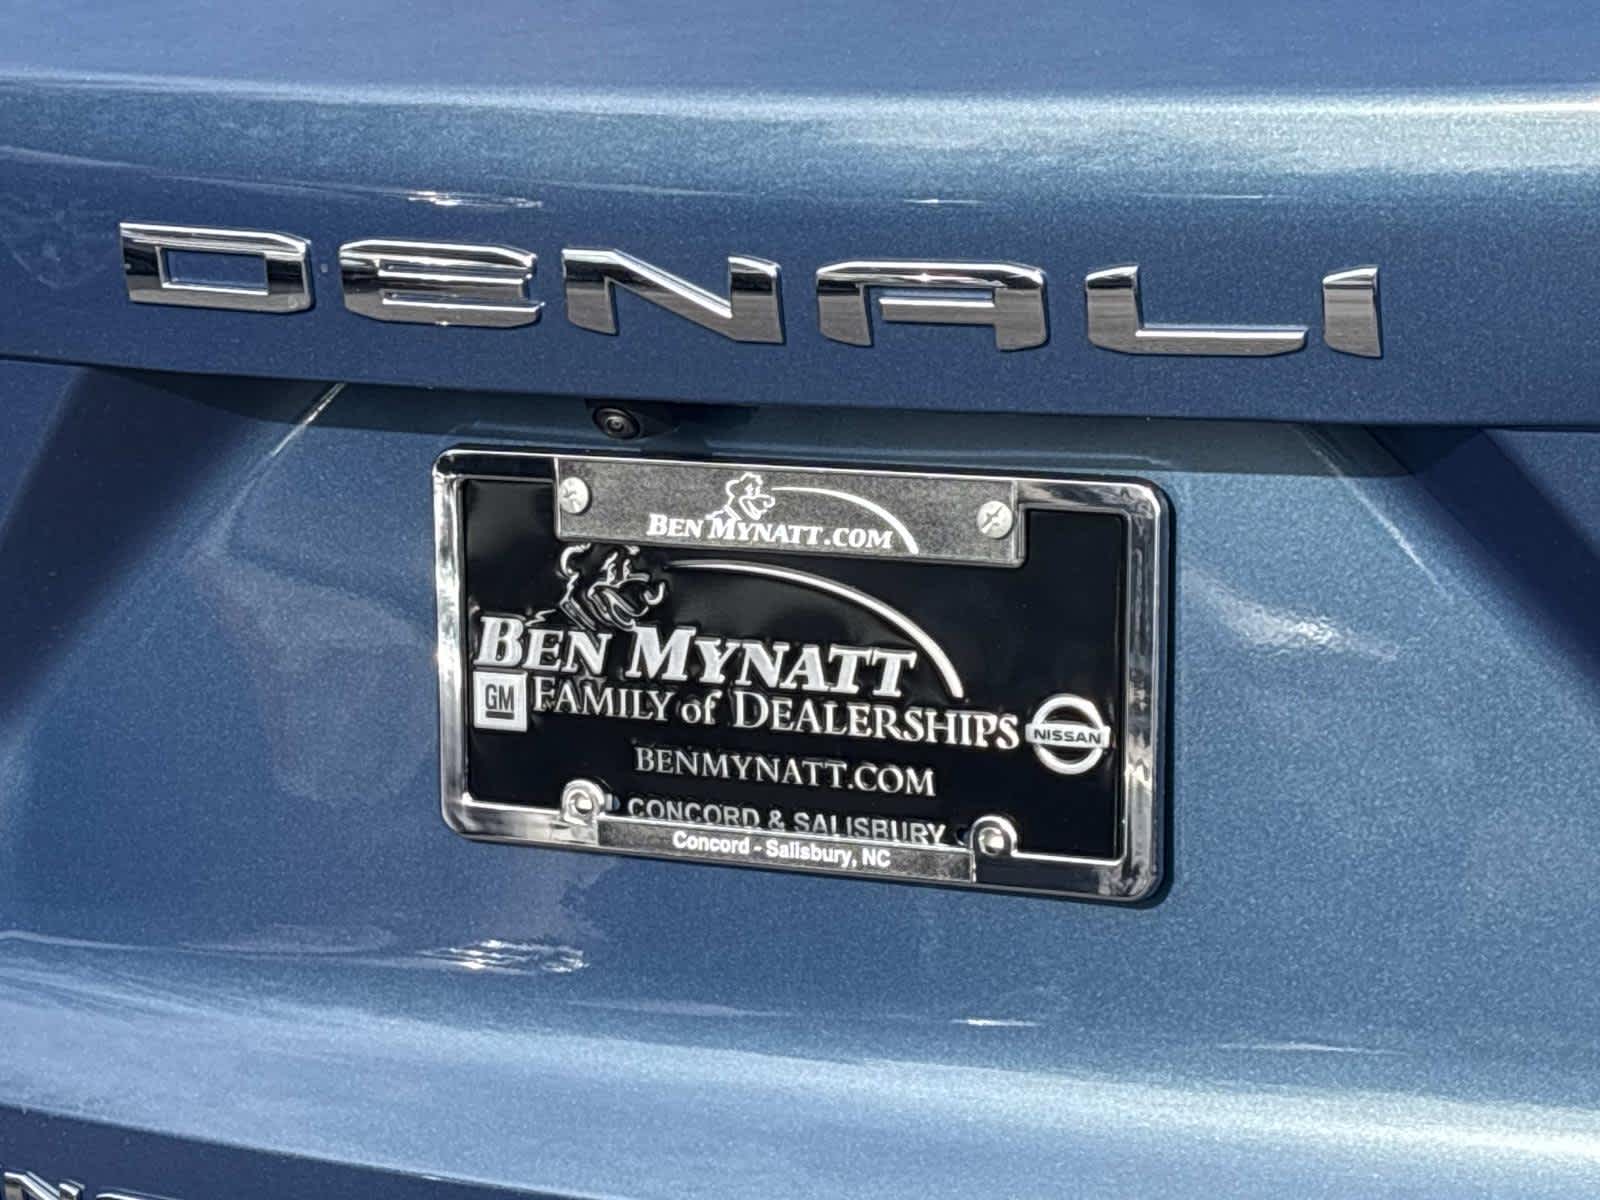 DENALI
BEN MYNATT.COM
BEN MYNATT
GM
FAMILY of DEALERSHIPS
NISSAN
BENMYNATT.COM
CONCORD & SALISBURY
Concord - Salisbury, NC